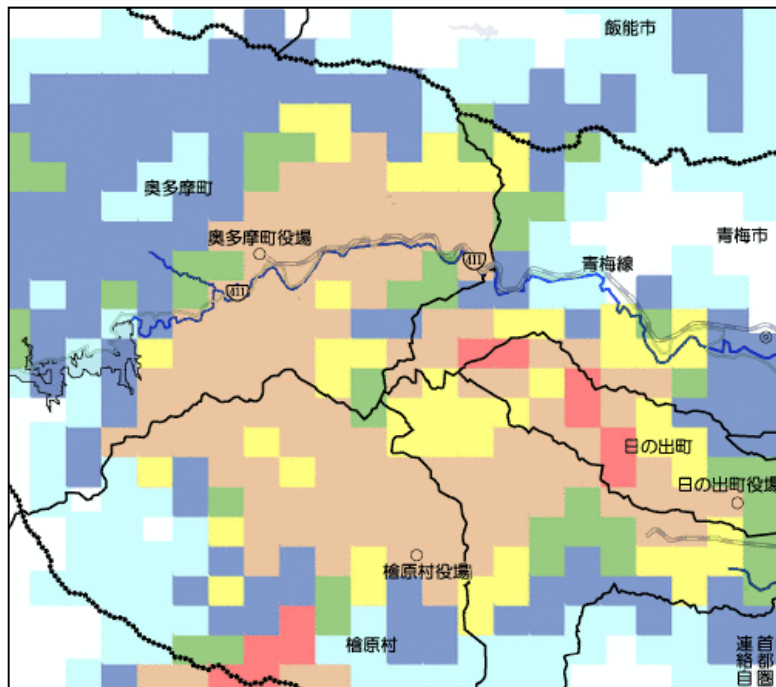 飯能市
奥多摩町
奥多摩町役場
青梅市
青梅線
411
411
日の出町
日の出町役場
檜原村役場
檜原村
首都圏
連絡自